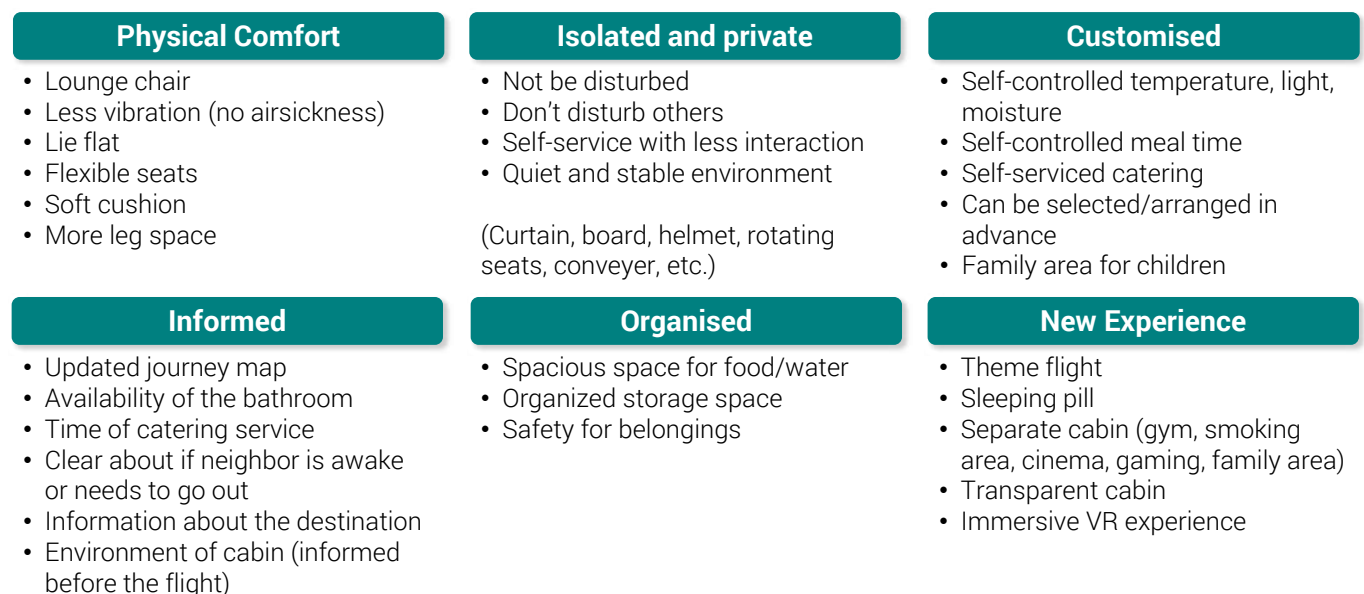 Physical Comfort
• Lounge chair
• Less vibration (no airsickness)
• Lie flat
• Flexible seats
• Soft cushion
• More leg space
Isolated and private
• Not be disturbed
• Don't disturb others
• Self-service with less interaction
• Quiet and stable environment
(Curtain, board, helmet, rotating
seats, conveyer, etc.)
Customised
• Self-controlled temperature, light,
moisture
• Self-controlled meal time
• Self-serviced catering
• Can be selected/arranged in
advance
• Family area for children
Informed
• Updated journey map
• Availability of the bathroom
• Time of catering service
• Clear about if neighbor is awake
or needs to go out
• Information about the destination
• Environment of cabin (informed
before the flight)
Organised
• Spacious space for food/water
• Organized storage space
• Safety for belongings
New Experience
• Theme flight
• Sleeping pill
• Separate cabin (gym, smoking
area, cinema, gaming, family area)
• Transparent cabin
• Immersive VR experience